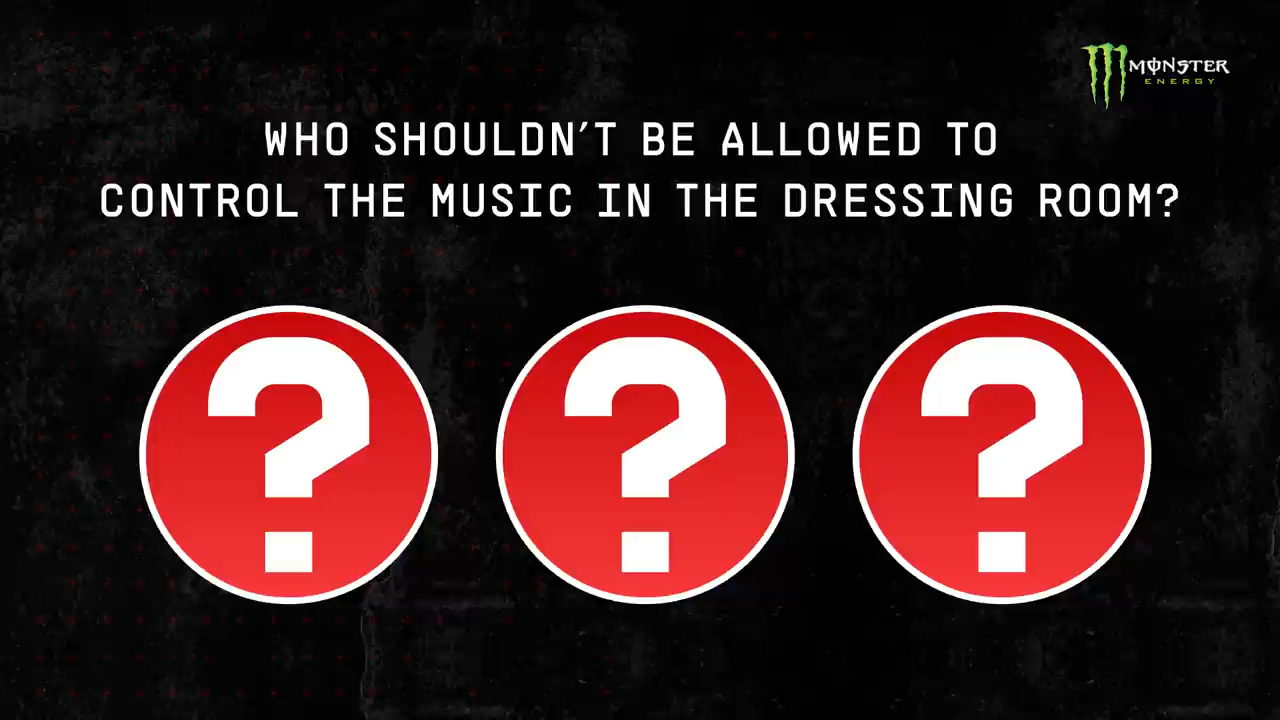 MONSTER
ENERGY
WHO SHOULDN'T BE ALLOWED TO
CONTROL THE MUSIC IN THE DRESSING ROOM?
?
?
?